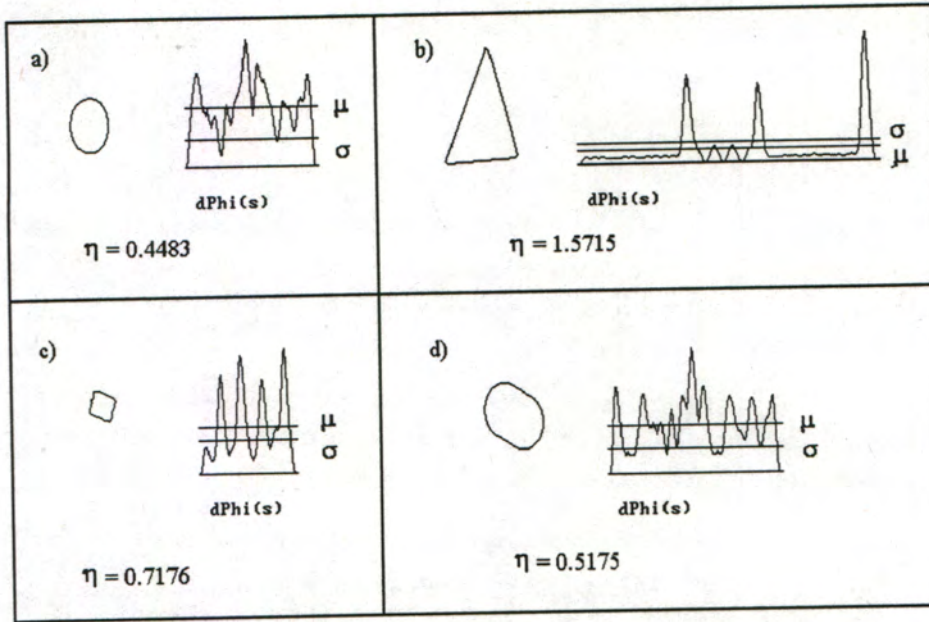 a)
μ
σ
dPhi(s)
η = 0.4483
b)
σ
μ
dPhi(s)
η = 1.5715
c)
μ
σ
dPhi(s)
η = 0.7176
d)
μ
σ
dPhi(s)
η = 0.5175